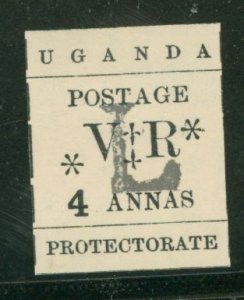 UGANDA
POSTAGE
*V‡R*
L
4 ANNAS
PROTECTORATE